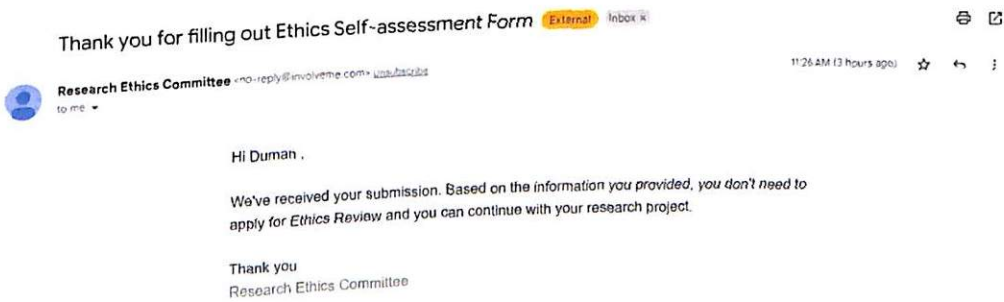 Thank you for filling out Ethics Self-assessment Form External Inbox x
Research Ethics Committee <no-reply@involveme.com> Unsubscribe
11:26 AM (3 hours ago)
to me
Hi Duman .
We've received your submission. Based on the information you provided, you don't need to
apply for Ethics Review and you can continue with your research project.
Thank you
Research Ethics Committee